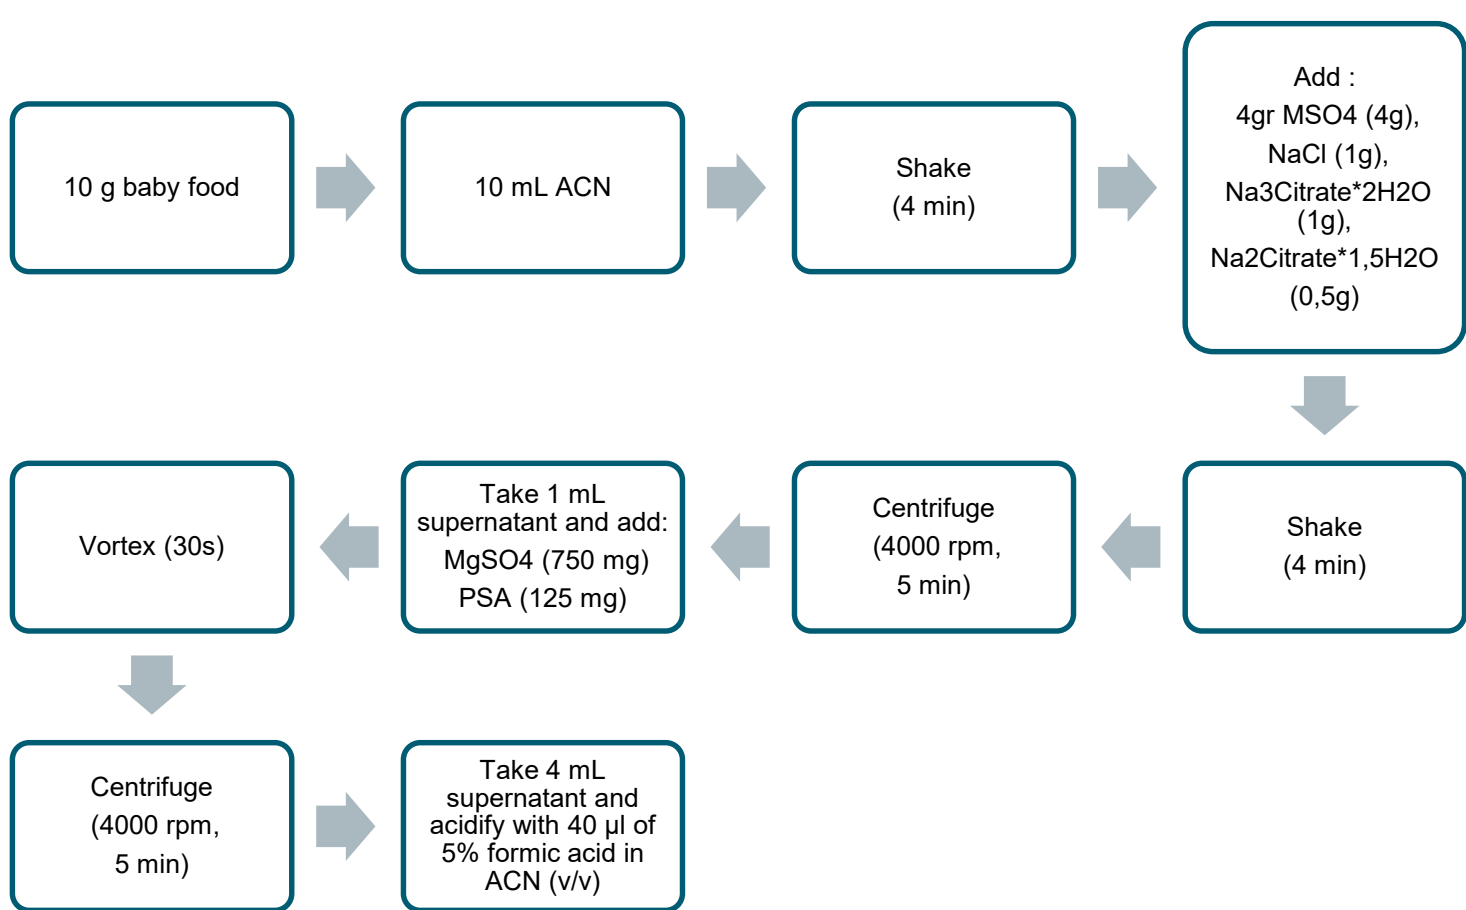 10 g baby food
10 mL ACN
Shake
(4 min)
Add :
4gr MSO4 (4g),
NaCl (1g),
Na3Citrate*2H2O
(1g),
Na2Citrate*1,5H2O
(0,5g)
Shake
(4 min)
Centrifuge
(4000 rpm,
5 min)
Take 1 mL
supernatant and add:
MgSO4 (750 mg)
PSA (125 mg)
Vortex (30s)
Centrifuge
(4000 rpm,
5 min)
Take 4 mL
supernatant and
acidify with 40 µl of
5% formic acid in
ACN (v/v)